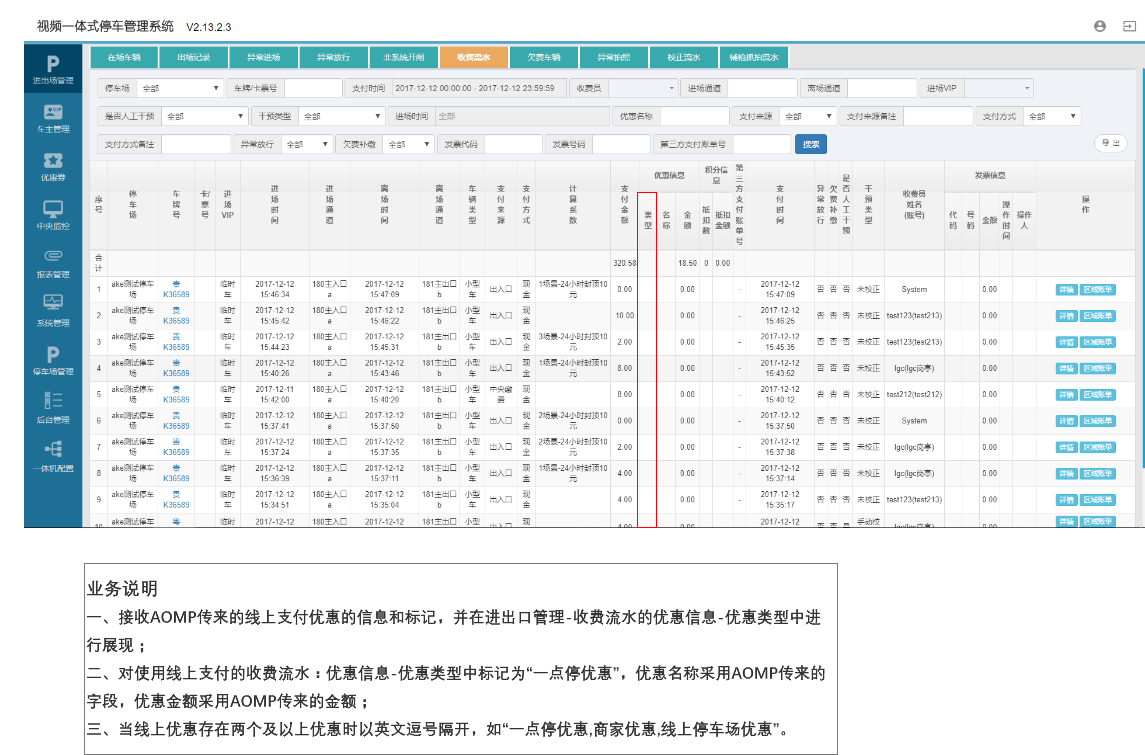 视频一体式停车管理系统 V2.13.2.3
进出场管理
车主管理
优惠券
中央监控
报表管理
系统管理
停车场管理
后台管理
一体机配置
在场车辆 出场记录 异常进场 异常放行 非系统开闸 收费流水 欠费车辆 异常拍照 校正流水 辅枪抓拍流水
停车场 全部 车牌/卡票号 支付时间 2017-12-12 00:00:00 - 2017-12-12 23:59:59 收费员 进场通道 离场通道 进场VIP
是否人工干预 全部 干预类型 全部 进场时间 全部 优惠名称 支付来源 全部 支付来源备注 支付方式 全部
支付方式备注 异常放行 全部 欠费补缴 全部 发票代码 发票号码 第三方支付账单号 搜索 导出
序号 停车场 车牌号 卡/票号 进场VIP 进场时间 进场通道 离场时间 离场通道 车辆类型 支付来源 支付方式 计算系数 支付金额 优惠信息 类型 名称 金额 积分信息 抵扣数 抵扣金额 第三方支付账单号 支付时间 异常放行 欠费补缴 是否人工干预 干预类型 收费员姓名(账号) 发票信息 代码 号码 金额 操作时间 操作人 操作
合计 320.58 18.50 0 0.00
1 ake测试停车场 贵K36589 临时车 2017-12-12 15:46:34 180主入口a 2017-12-12 15:47:09 181主出口b 小型车 出入口 现金 1场景-24小时封顶10元 0.00 0.00 - 2017-12-12 15:47:09 否 否 否 未校正 System 0.00 详情 区域账单
2 ake测试停车场 贵K36589 临时车 2017-12-12 15:45:42 180主入口a 2017-12-12 15:46:22 181主出口b 小型车 出入口 现金 10.00 0.00 - 2017-12-12 15:46:25 否 否 否 未校正 test123(test213) 0.00 详情 区域账单
3 ake测试停车场 贵K36589 临时车 2017-12-12 15:44:23 180主入口a 2017-12-12 15:45:31 181主出口b 小型车 出入口 现金 3场景-24小时封顶10元 2.00 0.00 - 2017-12-12 15:45:35 否 否 否 未校正 test123(test213) 0.00 详情 区域账单
4 ake测试停车场 贵K36589 临时车 2017-12-12 15:40:26 180主入口a 2017-12-12 15:43:46 181主出口b 小型车 出入口 现金 1场景-24小时封顶10元 8.00 0.00 - 2017-12-12 15:43:52 否 否 否 未校正 lgc(lgc岗亭) 0.00 详情 区域账单
5 ake测试停车场 贵K36589 临时车 2017-12-11 15:42:00 180主入口a 2017-12-12 15:40:20 181主出口b 小型车 中央缴费 现金 8.00 0.00 - 2017-12-12 15:40:12 否 否 否 未校正 test212(test212) 0.00 详情 区域账单
6 ake测试停车场 贵K36589 临时车 2017-12-12 15:37:41 180主入口a 2017-12-12 15:37:50 181主出口b 小型车 出入口 现金 2场景-24小时封顶10元 0.00 0.00 - 2017-12-12 15:37:50 否 否 否 未校正 System 0.00 详情 区域账单
7 ake测试停车场 贵K36589 临时车 2017-12-12 15:37:24 180主入口a 2017-12-12 15:37:35 181主出口b 小型车 出入口 现金 2场景-24小时封顶10元 2.00 0.00 - 2017-12-12 15:37:38 否 否 否 未校正 lgc(lgc岗亭) 0.00 详情 区域账单
8 ake测试停车场 贵K36589 临时车 2017-12-12 15:36:39 180主入口a 2017-12-12 15:37:11 181主出口b 小型车 出入口 现金 1场景-24小时封顶10元 4.00 0.00 - 2017-12-12 15:37:14 否 否 否 未校正 lgc(lgc岗亭) 0.00 详情 区域账单
9 ake测试停车场 贵K36589 临时车 2017-12-12 15:34:51 180主入口a 2017-12-12 15:35:04 181主出口b 小型车 出入口 现金 4.00 0.00 - 2017-12-12 15:35:17 否 否 否 未校正 test123(test213) 0.00 详情 区域账单
10 ake测试停车 粤 临时 2017-12-12 180主入口 2017-12-12 181主出口 小型 出入口 现 4.00 0.00 2017-12-12 否 否 是 手动校 lgc(lgc岗亭) 0.00 详情 区域账单
业务说明
一、接收AOMP传来的线上支付优惠的信息和标记，并在进出口管理-收费流水的优惠信息-优惠类型中进
行展现；
二、对使用线上支付的收费流水：优惠信息-优惠类型中标记为“一点停优惠”，优惠名称采用AOMP传来的
字段，优惠金额采用AOMP传来的金额；
三、当线上优惠存在两个及以上优惠时以英文逗号隔开，如“一点停优惠,商家优惠,线上停车场优惠”。